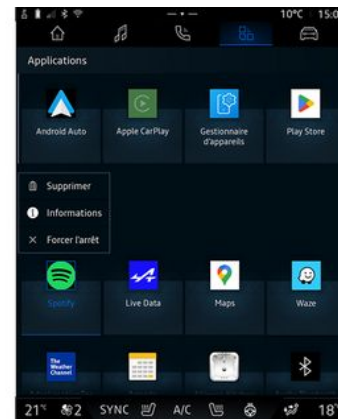 10°C 15:0
Applications
Android Auto
Apple CarPlay
Gestionnaire
d'appareils
Play Store
Supprimer
Informations
Forcer l'arrêt
Spotify
Live Data
Maps
Waze
The
Weather
Channel
21°C 2 SYNC A/C 18°